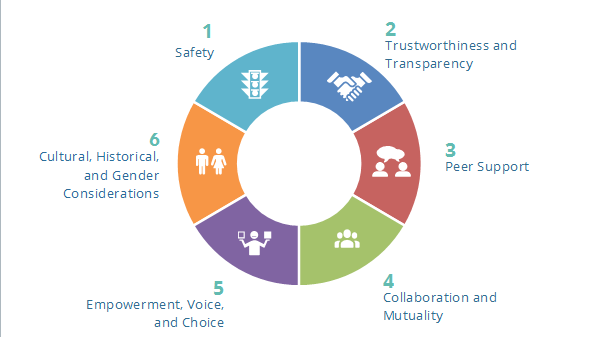 1
Safety
2
Trustworthiness and
Transparency
3
Peer Support
4
Collaboration and
Mutuality
5
Empowerment, Voice,
and Choice
6
Cultural, Historical,
and Gender
Considerations